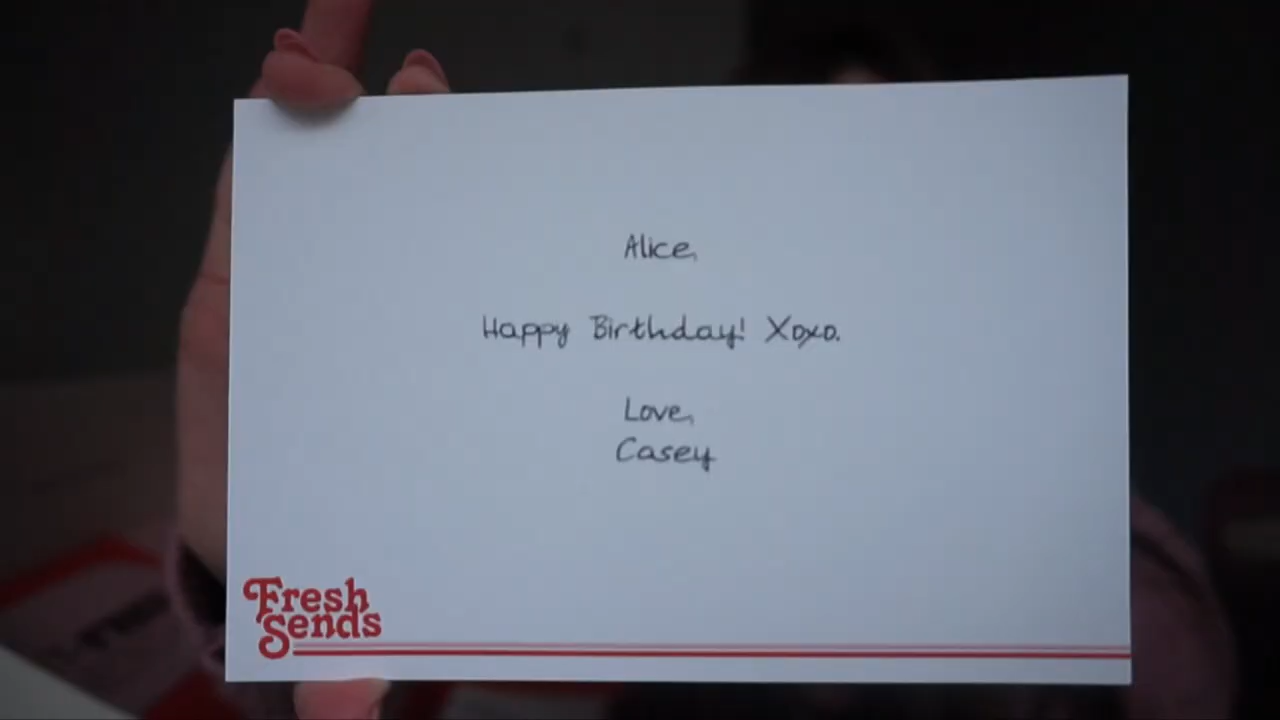 Alice,
Happy Birthday! Xoxo.
Love,
Casey
Fresh
Sends